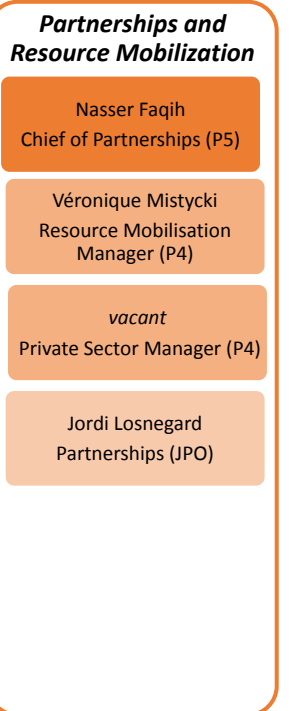 Partnerships and
Resource Mobilization
Nasser Faqih
Chief of Partnerships (P5)
Véronique Mistycki
Resource Mobilisation
Manager (P4)
vacant
Private Sector Manager (P4)
Jordi Losnegard
Partnerships (JPO)